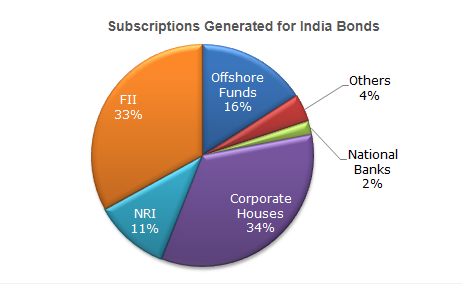 Subscriptions Generated for India Bonds
Offshore
Funds
16%
Others
4%
National
Banks
2%
Corporate
Houses
34%
NRI
11%
FII
33%